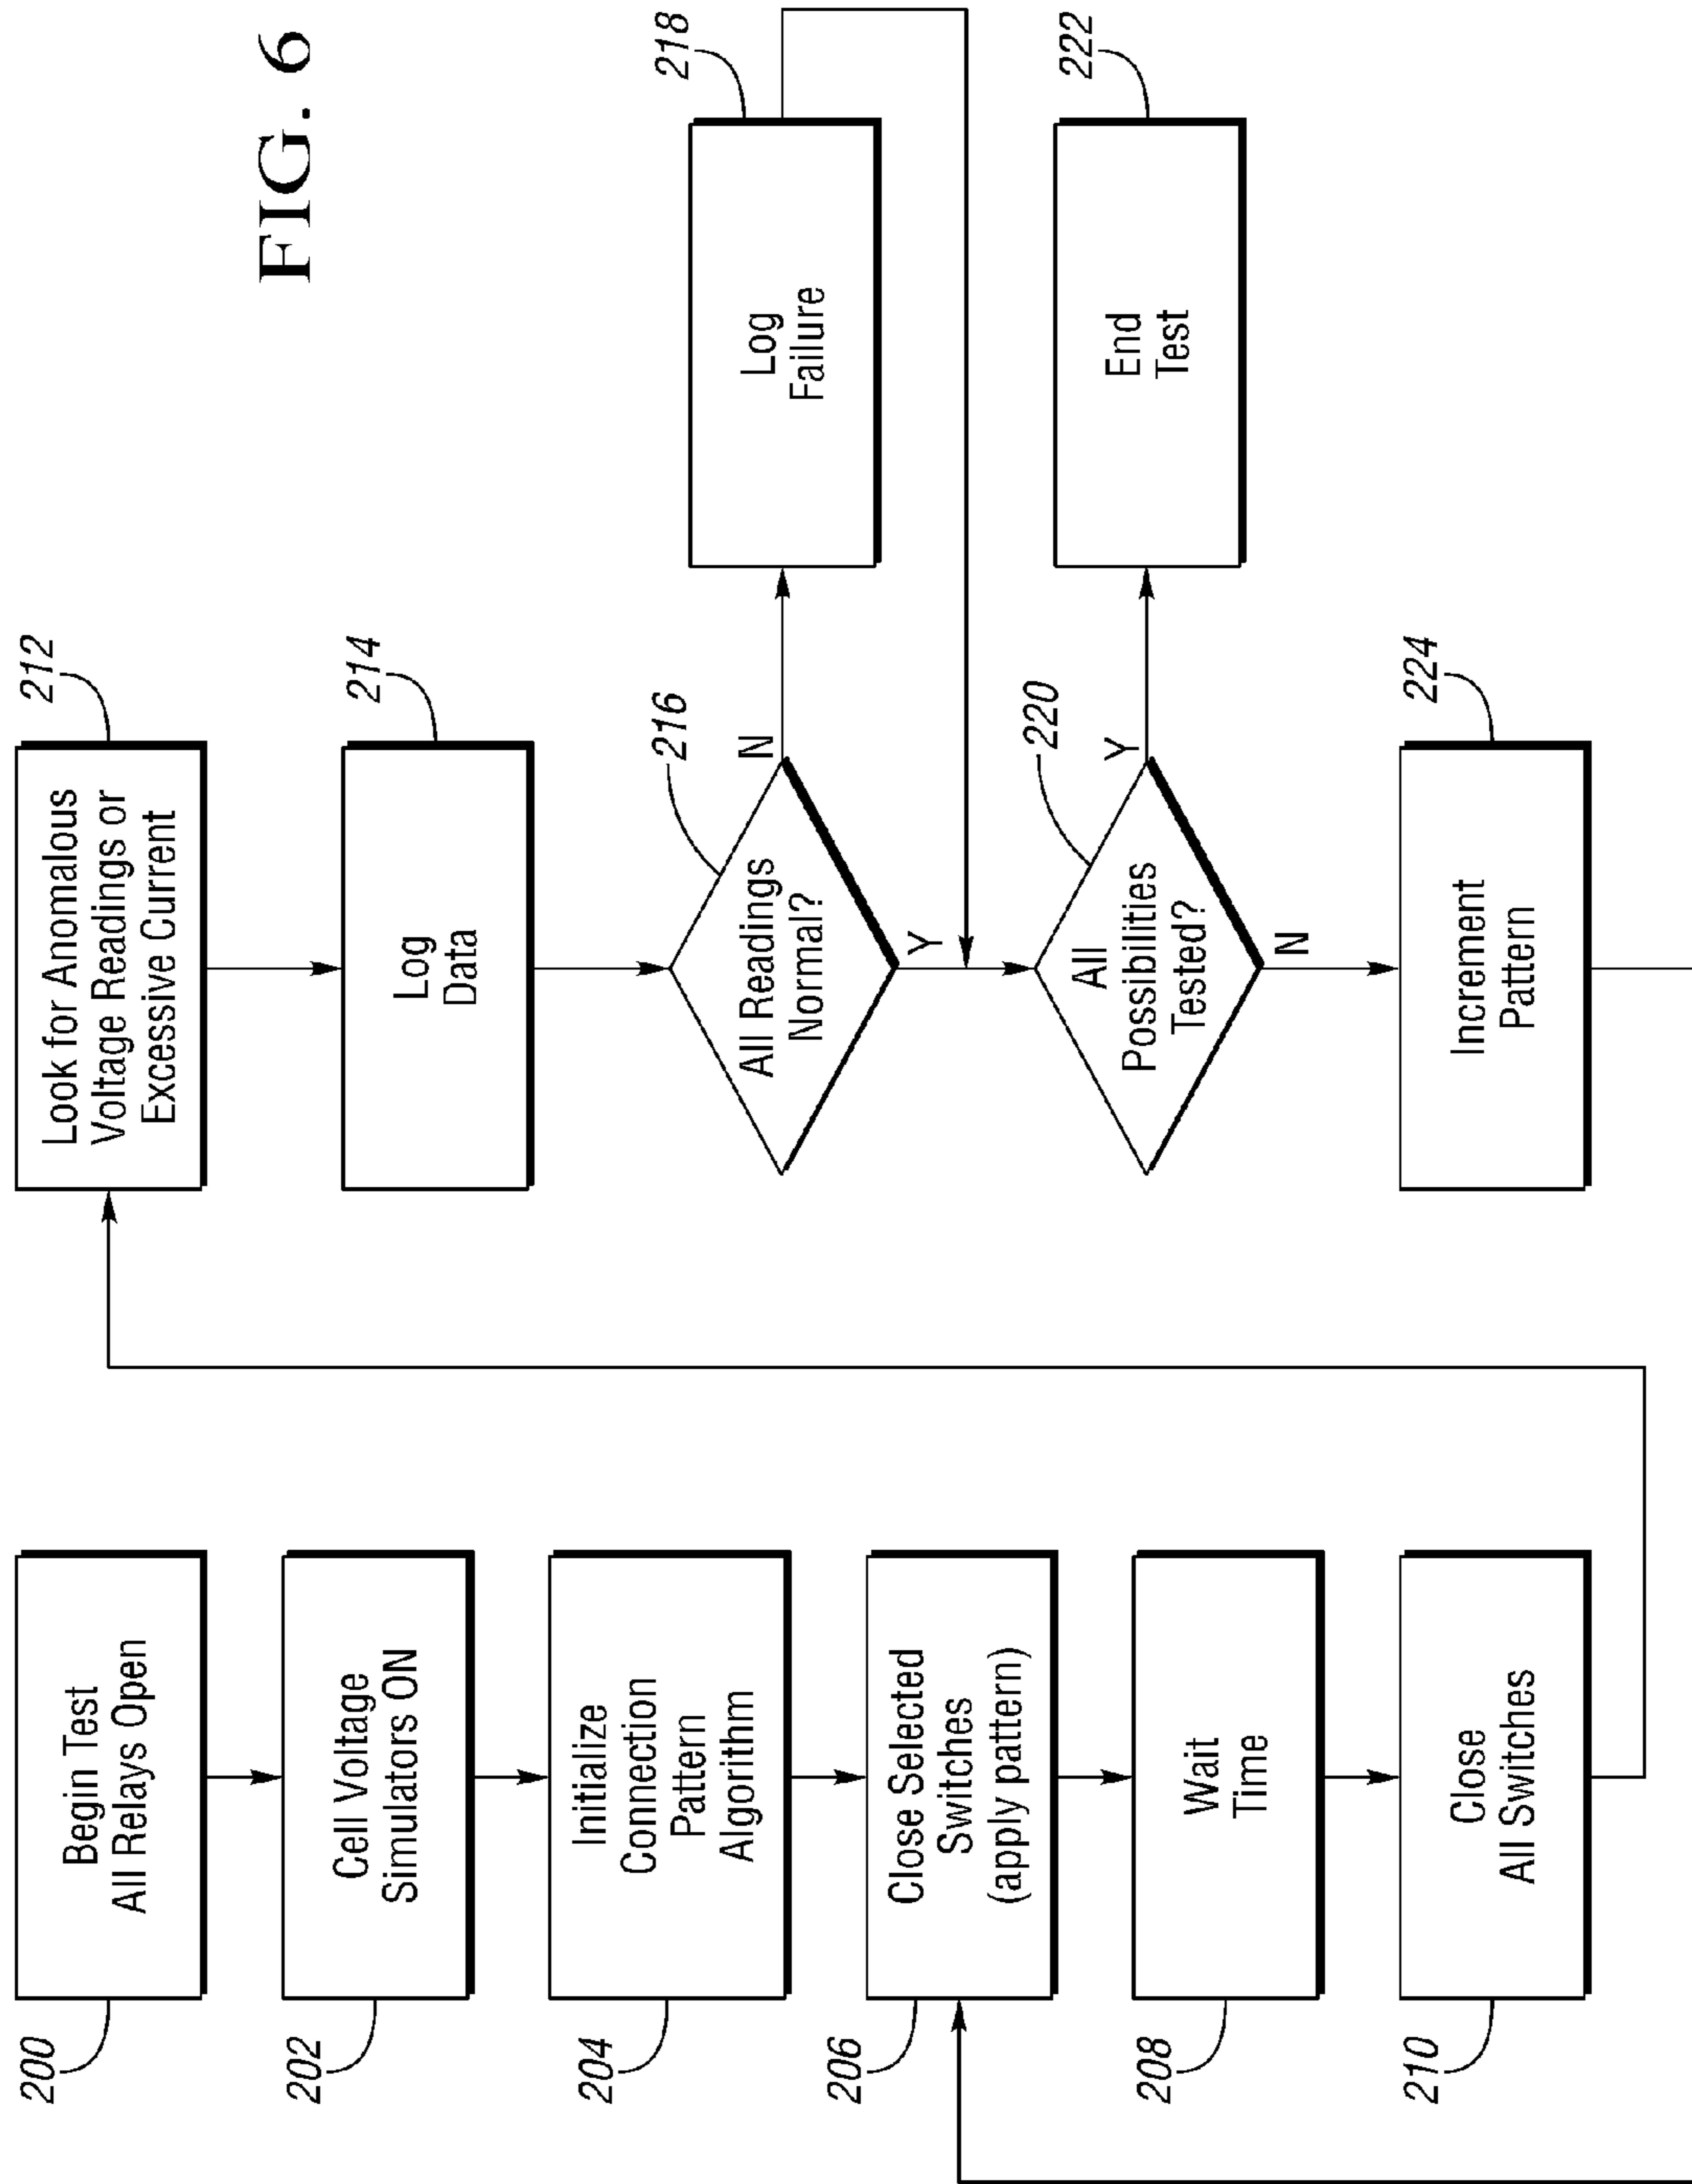 FIG. 6
200
Begin Test
All Relays Open
202
Cell Voltage
Simulators ON
204
Initialize
Connection
Pattern
Algorithm
206
Close Selected
Switches
(apply pattern)
208
Wait
Time
210
Close
All Switches
212
Look for Anomalous
Voltage Readings or
Excessive Current
214
Log
Data
216
All Readings
Normal?
N
Y
218
Log
Failure
220
All
Possibilities
Tested?
Y
N
222
End
Test
224
Increment
Pattern